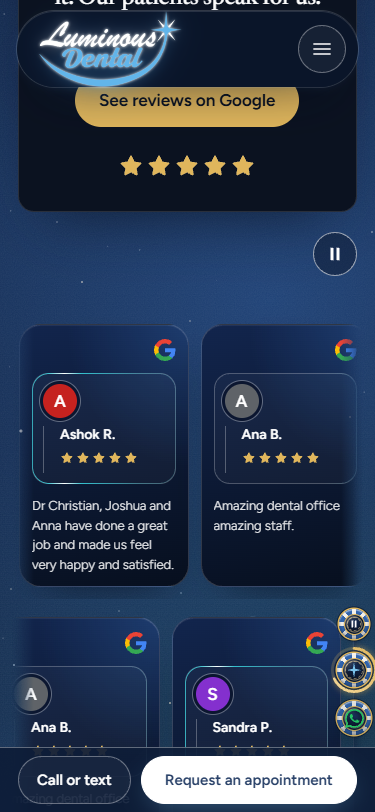 it. Our patients speak for us.
Luminous
Dental
See reviews on Google
A
Ashok R.
Dr Christian, Joshua and
Anna have done a great
job and made us feel
very happy and satisfied.
A
Ana B.
Amazing dental office
amazing staff.
A
Ana B.
S
Sandra P.
Call or text
Request an appointment